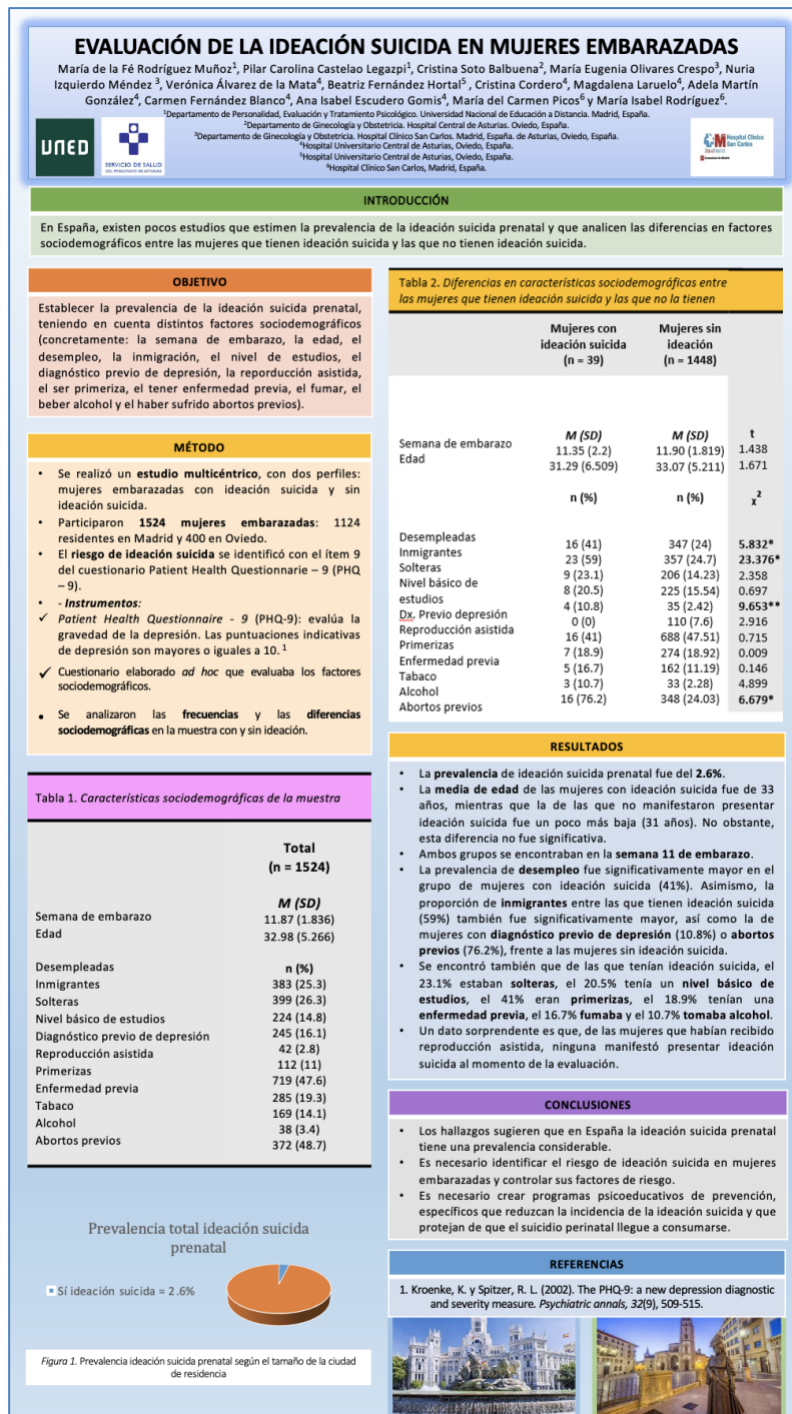 EVALUACIÓN DE LA IDEACIÓN SUICIDA EN MUJERES EMBARAZADAS
María de la Fé Rodríguez Muñoz1, Pilar Carolina Castelao Legazpi1, Cristina Soto Balbuena2, María Eugenia Olivares Crespo3, Nuria
Izquierdo Méndez 3, Verónica Álvarez de la Mata4, Beatriz Fernández Hortal5 , Cristina Cordero4, Magdalena Laruelo4, Adela Martín
González4, Carmen Fernández Blanco4, Ana Isabel Escudero Gomis4, María del Carmen Picos6 y María Isabel Rodríguez6.
1Departamento de Personalidad, Evaluación y Tratamiento Psicológico. Universidad Nacional de Educación a Distancia. Madrid, España.
2Departamento de Ginecología y Obstetricia. Hospital Central de Asturias. Oviedo, España.
3Departamento de Ginecología y Obstetricia. Hospital Clínico San Carlos. Madrid, España. de Asturias, Oviedo, España.
4Hospital Universitario Central de Asturias, Oviedo, España.
5Hospital Universitario Central de Asturias, Oviedo, España.
6Hospital Clínico San Carlos, Madrid, España.
UNED
SERVICIO DE SALUD
DEL PRINCIPADO DE ASTURIAS
Hospital Clínico
San Carlos
INTRODUCCIÓN
En España, existen pocos estudios que estimen la prevalencia de la ideación suicida prenatal y que analicen las diferencias en factores
sociodemográficos entre las mujeres que tienen ideación suicida y las que no tienen ideación suicida.
OBJETIVO
Establecer la prevalencia de la ideación suicida prenatal,
teniendo en cuenta distintos factores sociodemográficos
(concretamente: la semana de embarazo, la edad, el
desempleo, la inmigración, el nivel de estudios, el
diagnóstico previo de depresión, la reporducción asistida,
el ser primeriza, el tener enfermedad previa, el fumar, el
beber alcohol y el haber sufrido abortos previos).
MÉTODO
• Se realizó un estudio multicéntrico, con dos perfiles:
mujeres embarazadas con ideación suicida y sin
ideación suicida.
• Participaron 1524 mujeres embarazadas: 1124
residentes en Madrid y 400 en Oviedo.
• El riesgo de ideación suicida se identificó con el ítem 9
del cuestionario Patient Health Questionnarie – 9 (PHQ
– 9).
• - Instrumentos:
✓ Patient Health Questionnaire - 9 (PHQ-9): evalúa la
gravedad de la depresión. Las puntuaciones indicativas
de depresión son mayores o iguales a 10. 1
✓ Cuestionario elaborado ad hoc que evaluaba los factores
sociodemográficos.
• Se analizaron las frecuencias y las diferencias
sociodemográficas en la muestra con y sin ideación.
Tabla 1. Características sociodemográficas de la muestra
Total
(n = 1524)
M (SD)
Semana de embarazo 11.87 (1.836)
Edad 32.98 (5.266)
Desempleadas n (%)
Inmigrantes 383 (25.3)
Solteras 399 (26.3)
Nivel básico de estudios 224 (14.8)
Diagnóstico previo de depresión 245 (16.1)
Reproducción asistida 42 (2.8)
Primerizas 112 (11)
Enfermedad previa 719 (47.6)
Tabaco 285 (19.3)
Alcohol 169 (14.1)
Abortos previos 38 (3.4)
372 (48.7)
Prevalencia total ideación suicida
prenatal
Sí ideación suicida = 2.6%
Figura 1. Prevalencia ideación suicida prenatal según el tamaño de la ciudad
de residencia
Tabla 2. Diferencias en características sociodemográficas entre
las mujeres que tienen ideación suicida y las que no la tienen
Mujeres con ideación suicida (n = 39) Mujeres sin ideación (n = 1448)
M (SD) M (SD) t
Semana de embarazo 11.35 (2.2) 11.90 (1.819) 1.438
Edad 31.29 (6.509) 33.07 (5.211) 1.671
n (%) n (%) χ2
Desempleadas 16 (41) 347 (24) 5.832*
Inmigrantes 23 (59) 357 (24.7) 23.376*
Solteras 9 (23.1) 206 (14.23) 2.358
Nivel básico de
estudios 8 (20.5) 225 (15.54) 0.697
Dx. Previo depresión 4 (10.8) 35 (2.42) 9.653**
Reproducción asistida 0 (0) 110 (7.6) 2.916
Primerizas 16 (41) 688 (47.51) 0.715
Enfermedad previa 7 (18.9) 274 (18.92) 0.009
Tabaco 5 (16.7) 162 (11.19) 0.146
Alcohol 3 (10.7) 33 (2.28) 4.899
Abortos previos 16 (76.2) 348 (24.03) 6.679*
RESULTADOS
• La prevalencia de ideación suicida prenatal fue del 2.6%.
• La media de edad de las mujeres con ideación suicida fue de 33
años, mientras que la de las que no manifestaron presentar
ideación suicida fue un poco más baja (31 años). No obstante,
esta diferencia no fue significativa.
• Ambos grupos se encontraban en la semana 11 de embarazo.
• La prevalencia de desempleo fue significativamente mayor en el
grupo de mujeres con ideación suicida (41%). Asimismo, la
proporción de inmigrantes entre las que tienen ideación suicida
(59%) también fue significativamente mayor, así como la de
mujeres con diagnóstico previo de depresión (10.8%) o abortos
previos (76.2%), frente a las mujeres sin ideación suicida.
• Se encontró también que de las que tenían ideación suicida, el
23.1% estaban solteras, el 20.5% tenía un nivel básico de
estudios, el 41% eran primerizas, el 18.9% tenían una
enfermedad previa, el 16.7% fumaba y el 10.7% tomaba alcohol.
• Un dato sorprendente es que, de las mujeres que habían recibido
reproducción asistida, ninguna manifestó presentar ideación
suicida al momento de la evaluación.
CONCLUSIONES
• Los hallazgos sugieren que en España la ideación suicida prenatal
tiene una prevalencia considerable.
• Es necesario identificar el riesgo de ideación suicida en mujeres
embarazadas y controlar sus factores de riesgo.
• Es necesario crear programas psicoeducativos de prevención,
específicos que reduzcan la incidencia de la ideación suicida y que
protejan de que el suicidio perinatal llegue a consumarse.
REFERENCIAS
1. Kroenke, K. y Spitzer, R. L. (2002). The PHQ-9: a new depression diagnostic
and severity measure. Psychiatric annals, 32(9), 509-515.